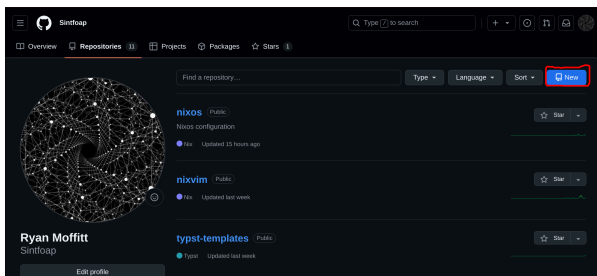 Sintfoap
Type / to search
Overview
Repositories 11
Projects
Packages
Stars 1
Find a repository…
Type
Language
Sort
New
nixos Public
Star
Nixos configuration
Nix Updated 15 hours ago
nixvim Public
Star
Nix Updated last week
Ryan Moffitt
Sintfoap
Edit profile
typst-templates Public
Star
Typst Updated last week